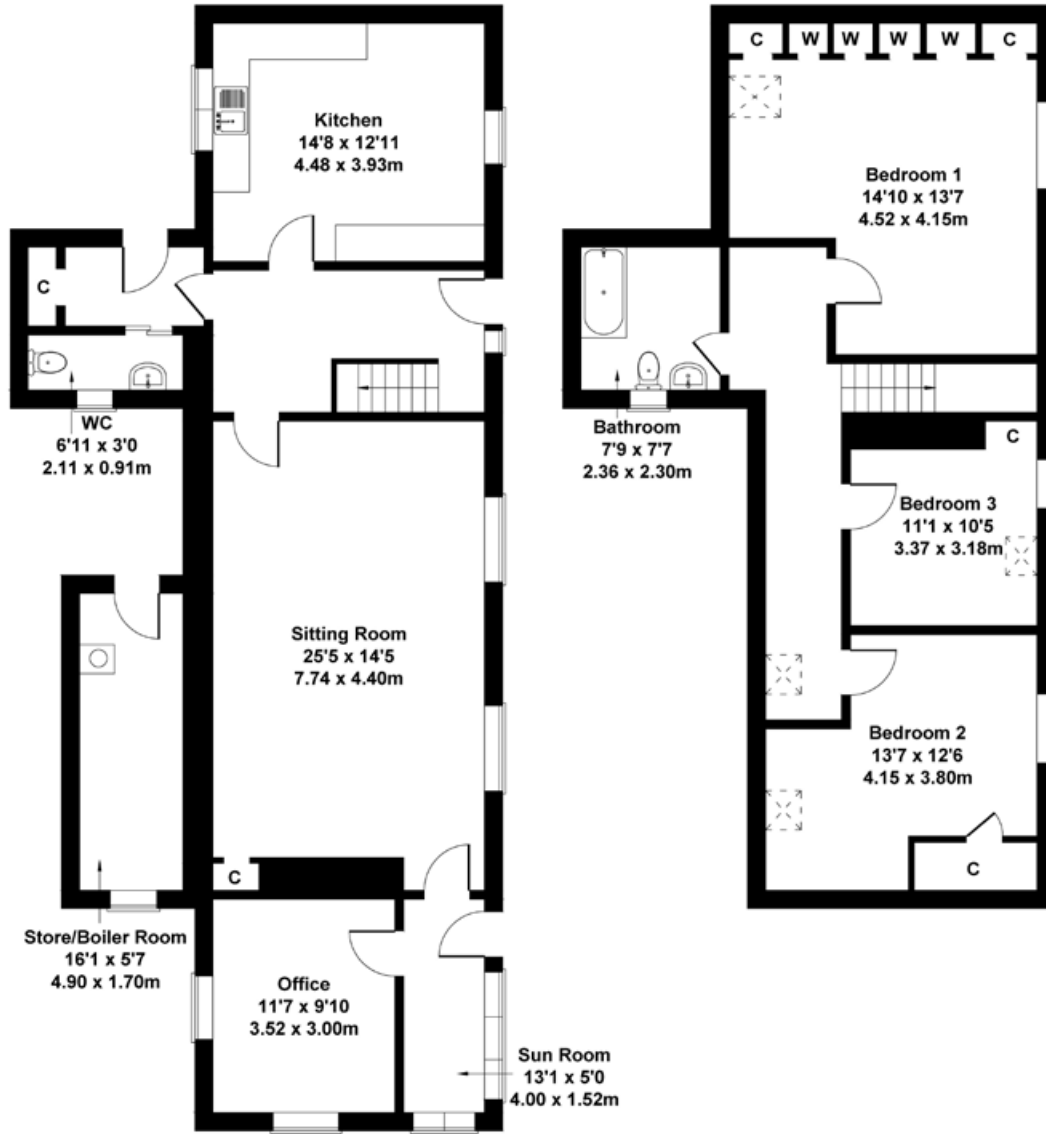 Kitchen
14'8 x 12'11
4.48 x 3.93m
C
WC
6'11 x 3'0
2.11 x 0.91m
Sitting Room
25'5 x 14'5
7.74 x 4.40m
C
Store/Boiler Room
16'1 x 5'7
4.90 x 1.70m
Office
11'7 x 9'10
3.52 x 3.00m
Sun Room
13'1 x 5'0
4.00 x 1.52m
C W W W W C
Bedroom 1
14'10 x 13'7
4.52 x 4.15m
Bathroom
7'9 x 7'7
2.36 x 2.30m
C
Bedroom 3
11'1 x 10'5
3.37 x 3.18m
Bedroom 2
13'7 x 12'6
4.15 x 3.80m
C